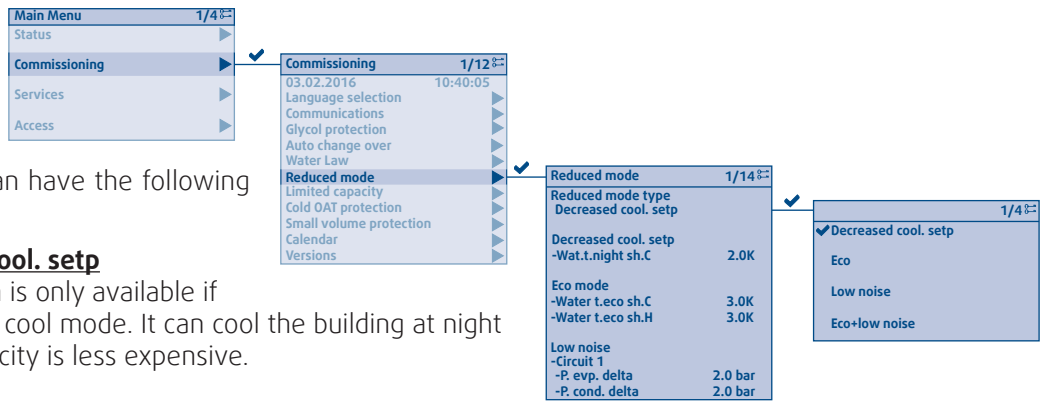 Main Menu 1/4
Status
Commissioning
Services
Access
Commissioning 1/12
03.02.2016 10:40:05
Language selection
Communications
Glycol protection
Auto change over
Water Law
Reduced mode
Limited capacity
Cold OAT protection
Small volume protection
Calendar
Versions
Reduced mode 1/14
Reduced mode type
Decreased cool. setp
Decreased cool. setp
-Wat.t.night sh.C 2.0K
Eco mode
-Water t.eco sh.C 3.0K
-Water t.eco sh.H 3.0K
Low noise
-Circuit 1
-P. evp. delta 2.0 bar
-P. cond. delta 2.0 bar
1/4
Decreased cool. setp
Eco
Low noise
Eco+low noise
have the following
ool. setp
is only available if
cool mode. It can cool the building at night
is less expensive.